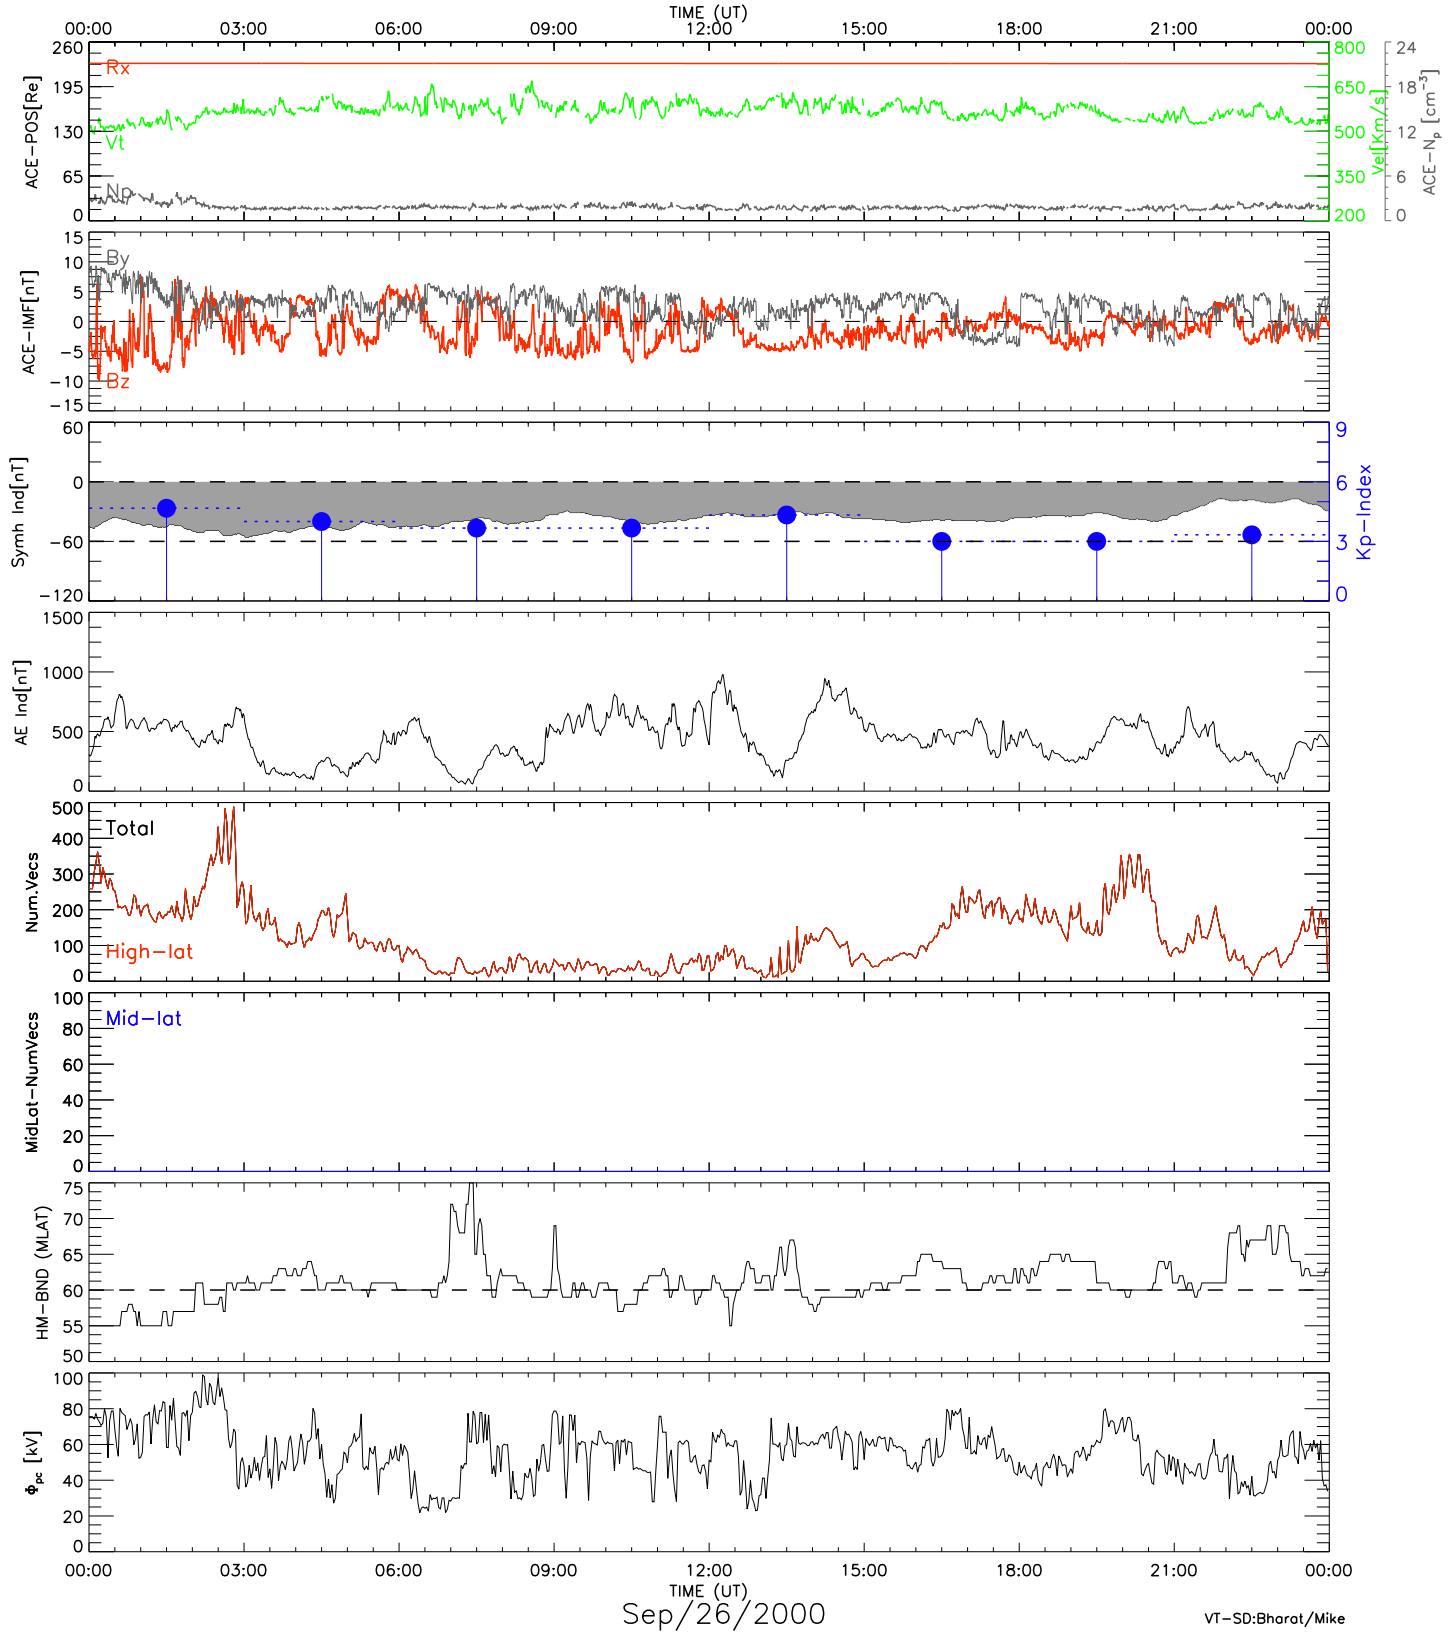 TIME (UT)
00:00 03:00 06:00 09:00 12:00 15:00 18:00 21:00 00:00
ACE-POS[Re]
260
195
130
65
0
Rx
Vt
Np
800
650
500
350
200
Vel[Km/s]
24
18
12
6
0
ACE-Np [cm⁻³]
ACE-IMF[nT]
15
10
5
0
-5
-10
-15
By
Bz
Symh Ind[nT]
60
0
-60
-120
9
6
3
0
Kp-Index
AE Ind[nT]
1500
1000
500
0
Num.Vecs
500
400
300
200
100
0
Total
High-lat
MidLat-NumVecs
100
80
60
40
20
0
Mid-lat
HM-BND (MLAT)
75
70
65
60
55
50
Φpc [kV]
100
80
60
40
20
0
00:00 03:00 06:00 09:00 12:00 15:00 18:00 21:00 00:00
TIME (UT)
Sep/26/2000
VT-SD:Bharat/Mike